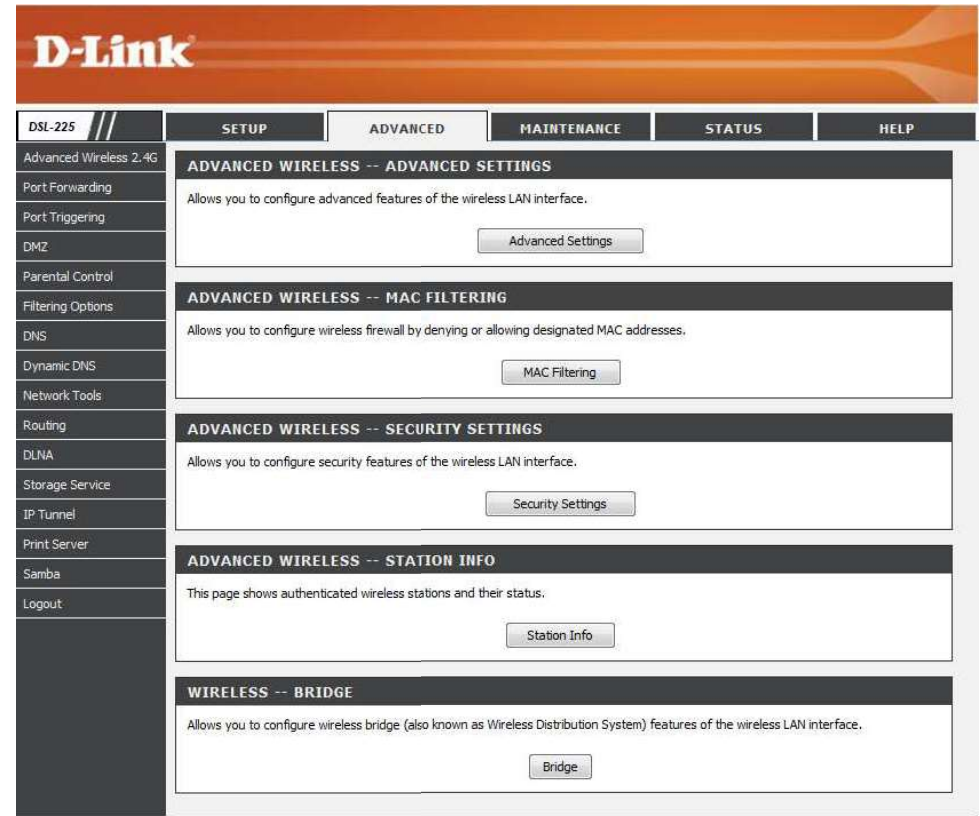 D-Link
DSL-225
SETUP
ADVANCED
MAINTENANCE
STATUS
HELP
Advanced Wireless 2.4G
Port Forwarding
Port Triggering
DMZ
Parental Control
Filtering Options
DNS
Dynamic DNS
Network Tools
Routing
DLNA
Storage Service
IP Tunnel
Print Server
Samba
Logout
ADVANCED WIRELESS -- ADVANCED SETTINGS
Allows you to configure advanced features of the wireless LAN interface.
Advanced Settings
ADVANCED WIRELESS -- MAC FILTERING
Allows you to configure wireless firewall by denying or allowing designated MAC addresses.
MAC Filtering
ADVANCED WIRELESS -- SECURITY SETTINGS
Allows you to configure security features of the wireless LAN interface.
Security Settings
ADVANCED WIRELESS -- STATION INFO
This page shows authenticated wireless stations and their status.
Station Info
WIRELESS -- BRIDGE
Allows you to configure wireless bridge (also known as Wireless Distribution System) features of the wireless LAN interface.
Bridge